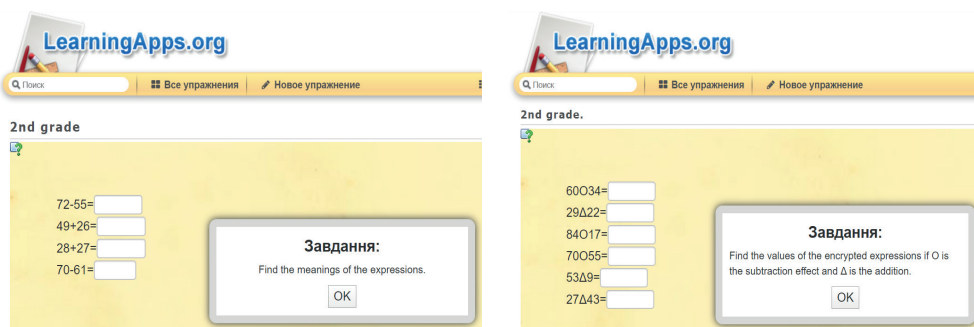 LearningApps.org
Поиск
Все упражнения
Новое упражнение
2nd grade
72-55=
49+26=
28+27=
70-61=
Завдання:
Find the meanings of the expressions.
OK
LearningApps.org
Поиск
Все упражнения
Новое упражнение
2nd grade.
60O34=
29Δ22=
84O17=
70O55=
53Δ9=
27Δ43=
Завдання:
Find the values of the encrypted expressions if O is
the subtraction effect and Δ is the addition.
OK